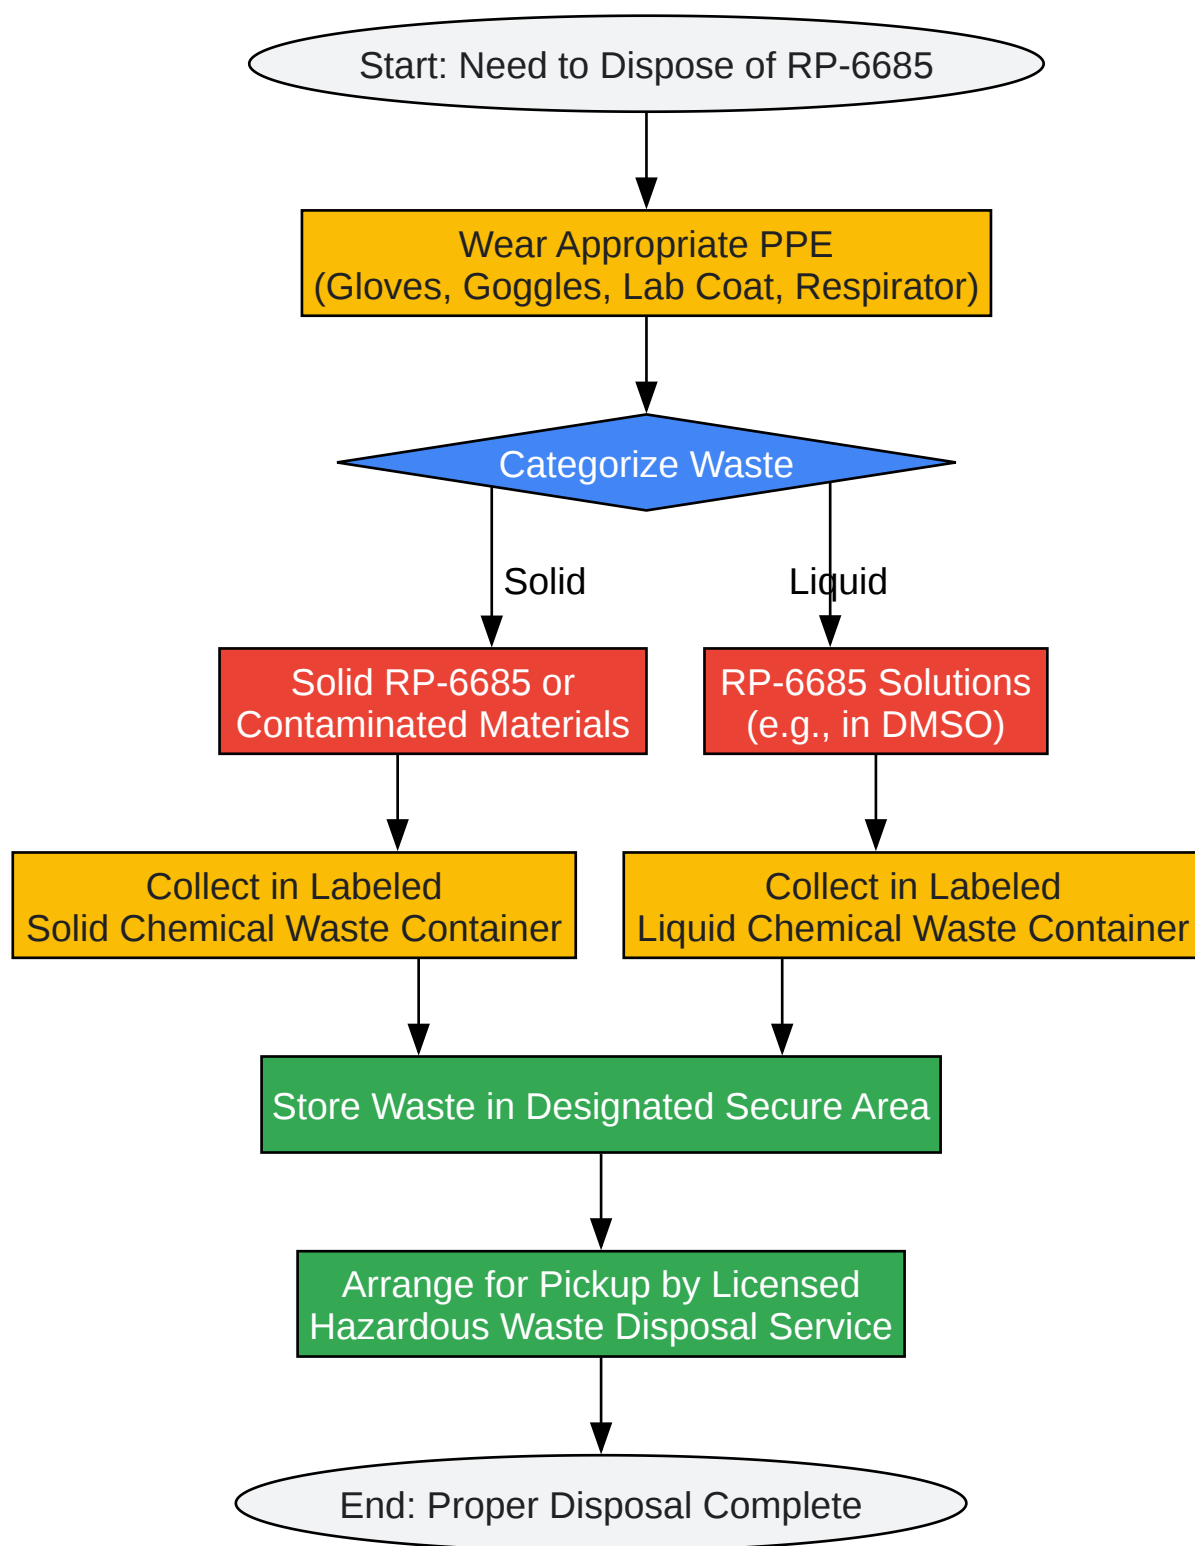 Start: Need to Dispose of RP-6685
Wear Appropriate PPE
(Gloves, Goggles, Lab Coat, Respirator)
Categorize Waste
Solid
Liquid
Solid RP-6685 or
Contaminated Materials
RP-6685 Solutions
(e.g., in DMSO)
Collect in Labeled
Solid Chemical Waste Container
Collect in Labeled
Liquid Chemical Waste Container
Store Waste in Designated Secure Area
Arrange for Pickup by Licensed
Hazardous Waste Disposal Service
End: Proper Disposal Complete